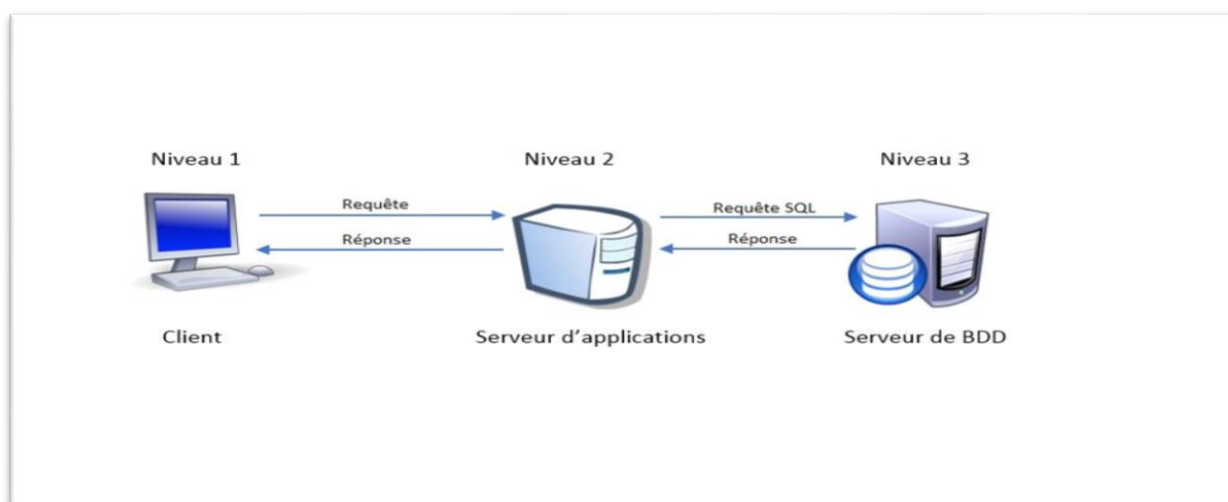 Niveau 1
Niveau 2
Niveau 3
Requête
Requête SQL
Réponse
Réponse
Client
Serveur d’applications
Serveur de BDD